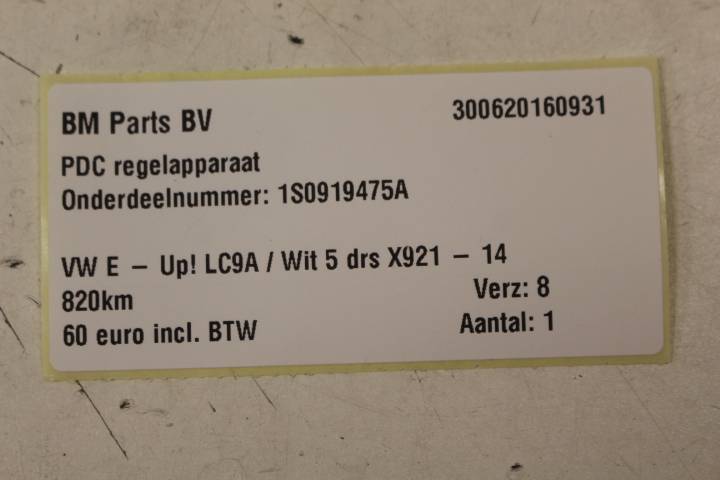 BM Parts BV 300620160931
PDC regelapparaat
Onderdeelnummer: 1S0919475A
VW E – Up! LC9A / Wit 5 drs X921 – 14
820km Verz: 8
60 euro incl. BTW Aantal: 1